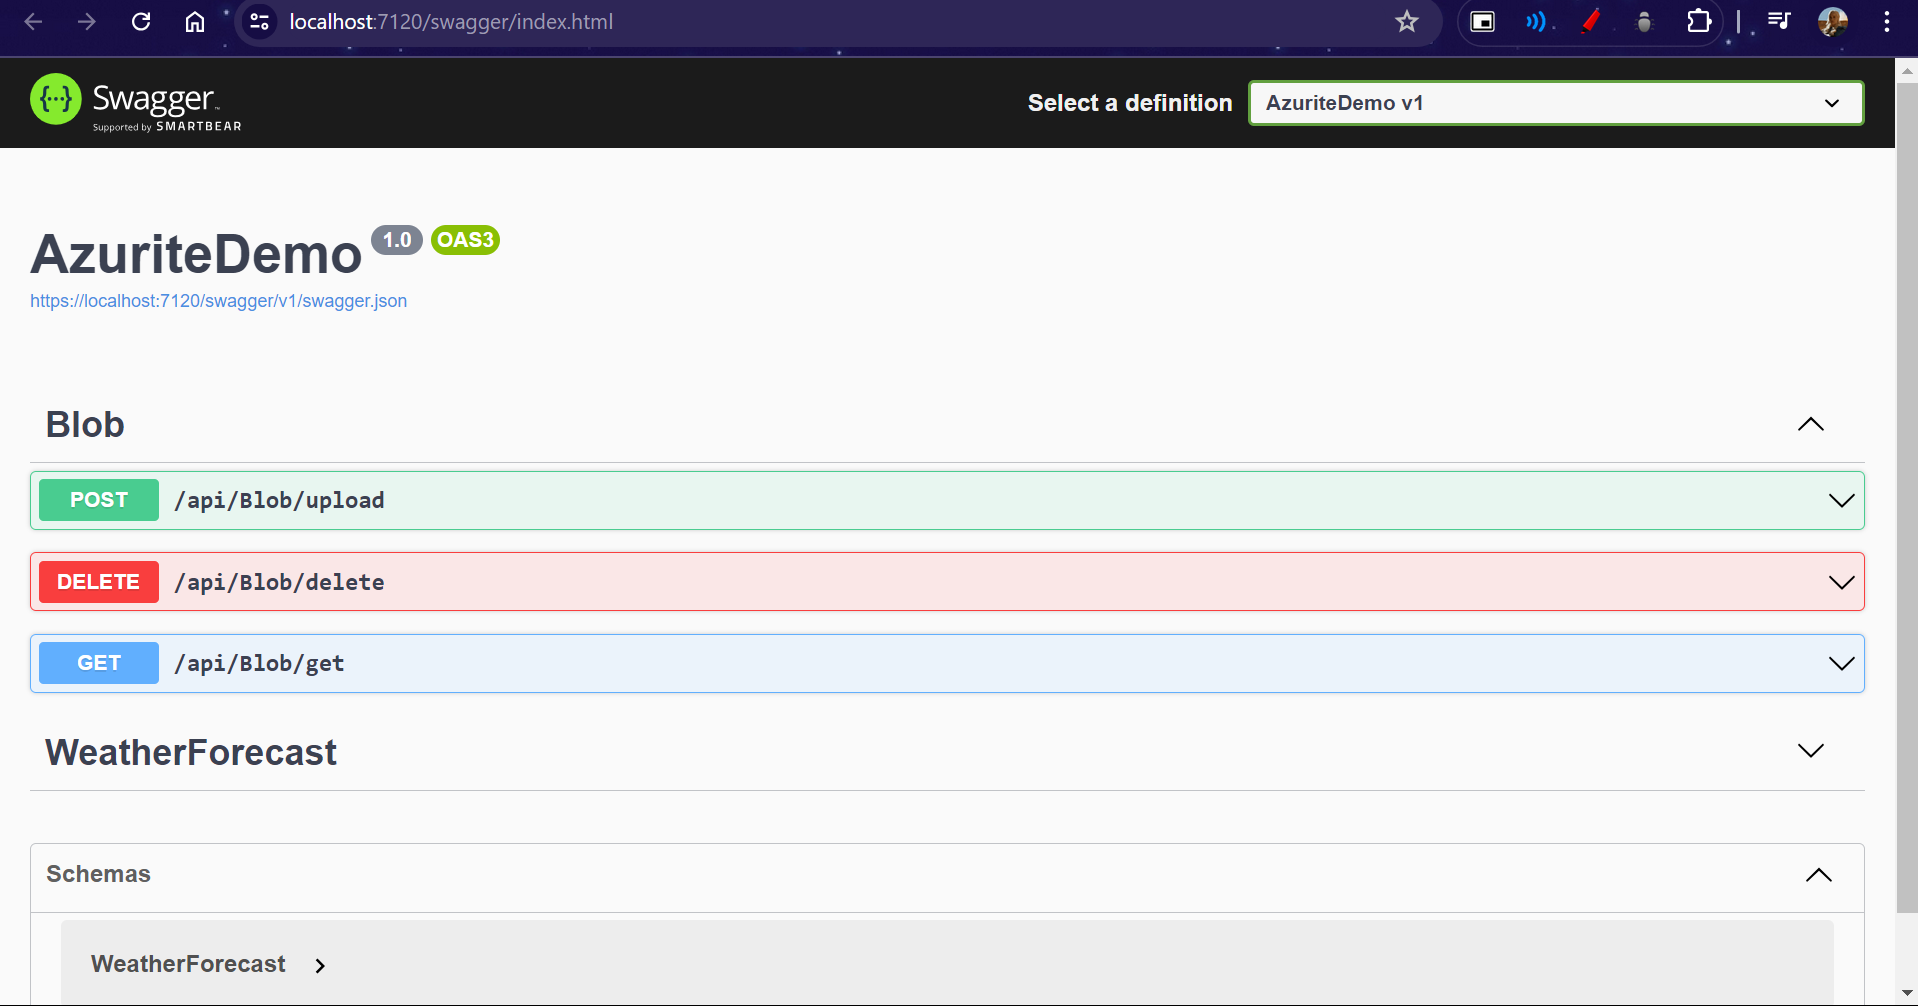 localhost:7120/swagger/index.html
{···} Swagger™
Supported by SMARTBEAR
Select a definition
AzuriteDemo v1
AzuriteDemo 1.0 OAS3
https://localhost:7120/swagger/v1/swagger.json
Blob
POST /api/Blob/upload
DELETE /api/Blob/delete
GET /api/Blob/get
WeatherForecast
Schemas
WeatherForecast